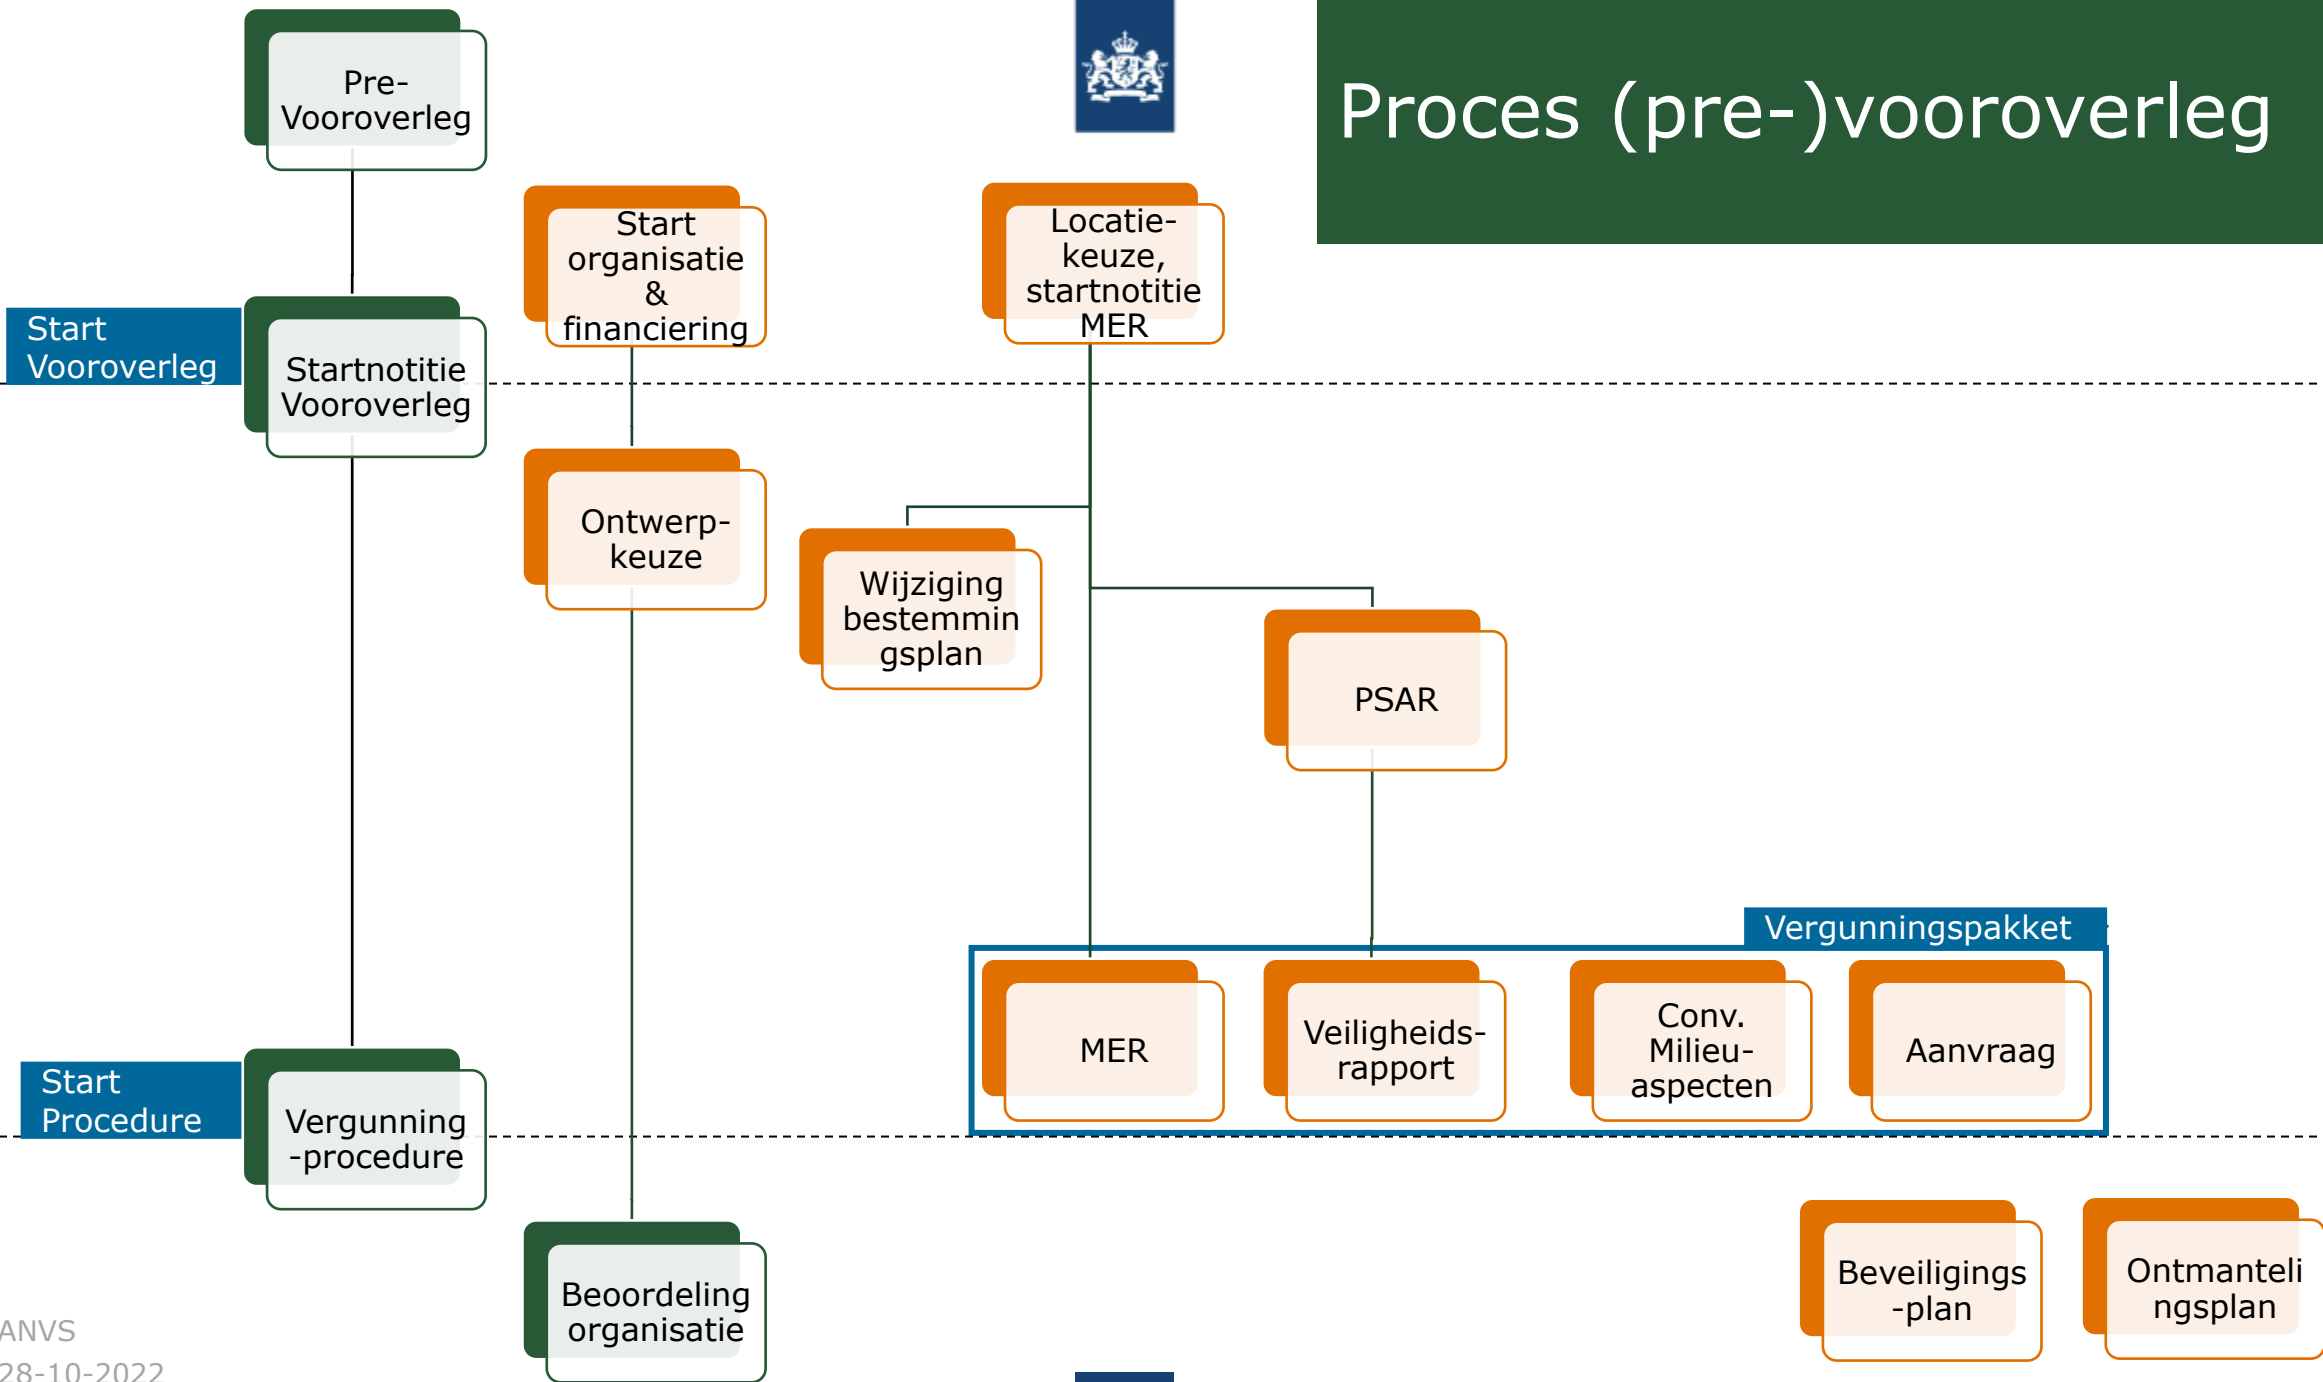 Proces (pre-)vooroverleg
Pre-
Vooroverleg
Start
organisatie
&
financiering
Locatie-
keuze,
startnotitie
MER
Start
Vooroverleg
Startnotitie
Vooroverleg
Ontwerp-
keuze
Wijziging
bestemmin
gsplan
PSAR
Vergunningspakket
MER
Veiligheids-
rapport
Conv.
Milieu-
aspecten
Aanvraag
Start
Procedure
Vergunning
-procedure
Beoordeling
organisatie
Beveiligings
-plan
Ontmanteli
ngsplan
ANVS
28-10-2022